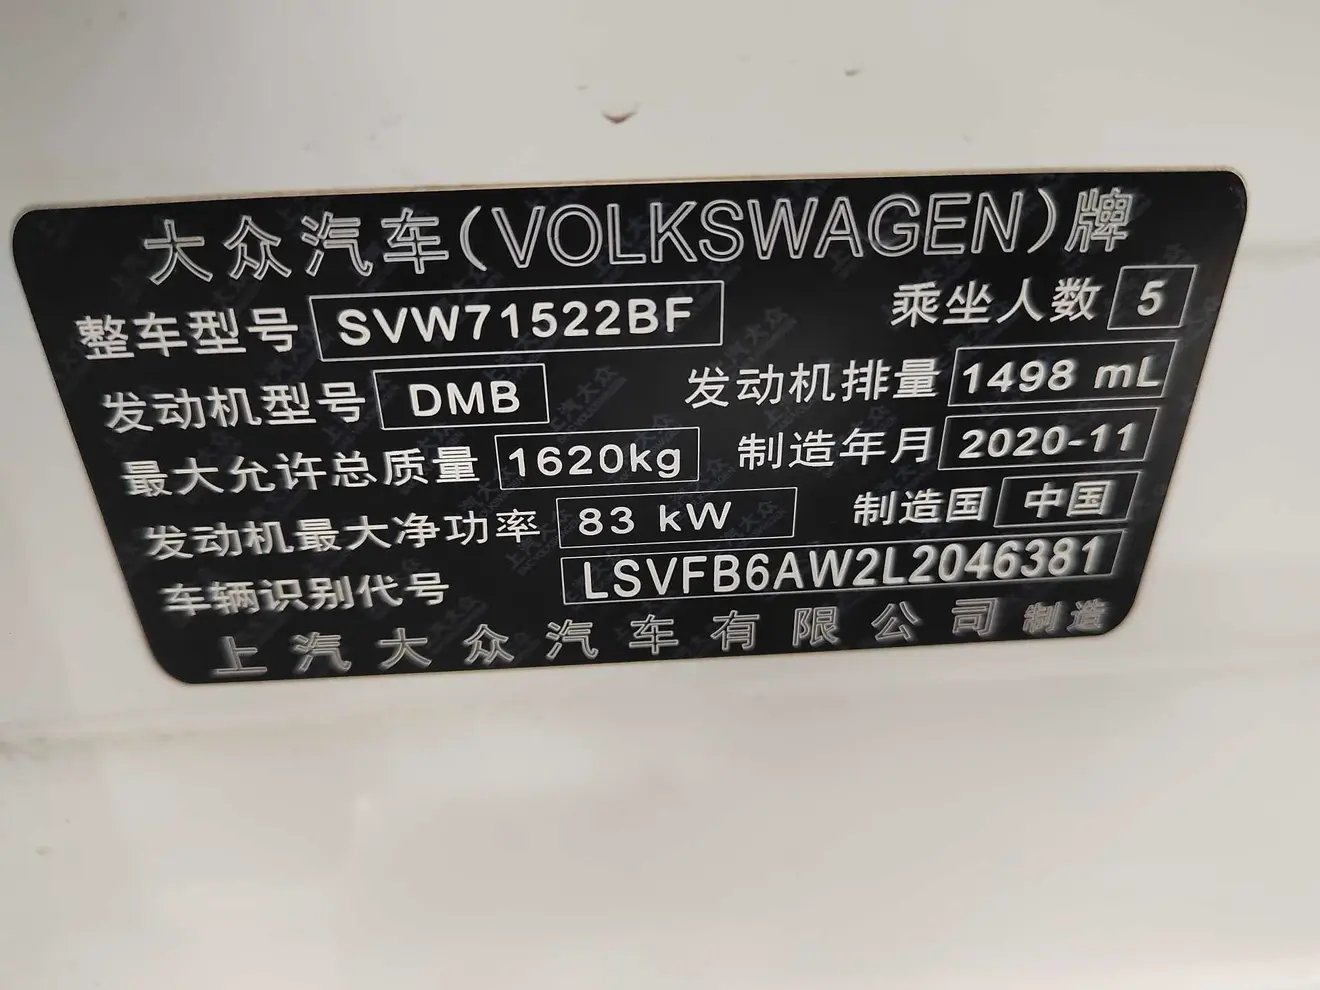 大众汽车(VOLKSWAGEN)牌
整车型号 SVW71522BF 乘坐人数 5
发动机型号 DMB 发动机排量 1498 mL
最大允许总质量 1620kg 制造年月 2020-11
发动机最大净功率 83 kW 制造国 中国
车辆识别代号 LSVFB6AW2L2046381
上汽大众汽车有限公司 制造